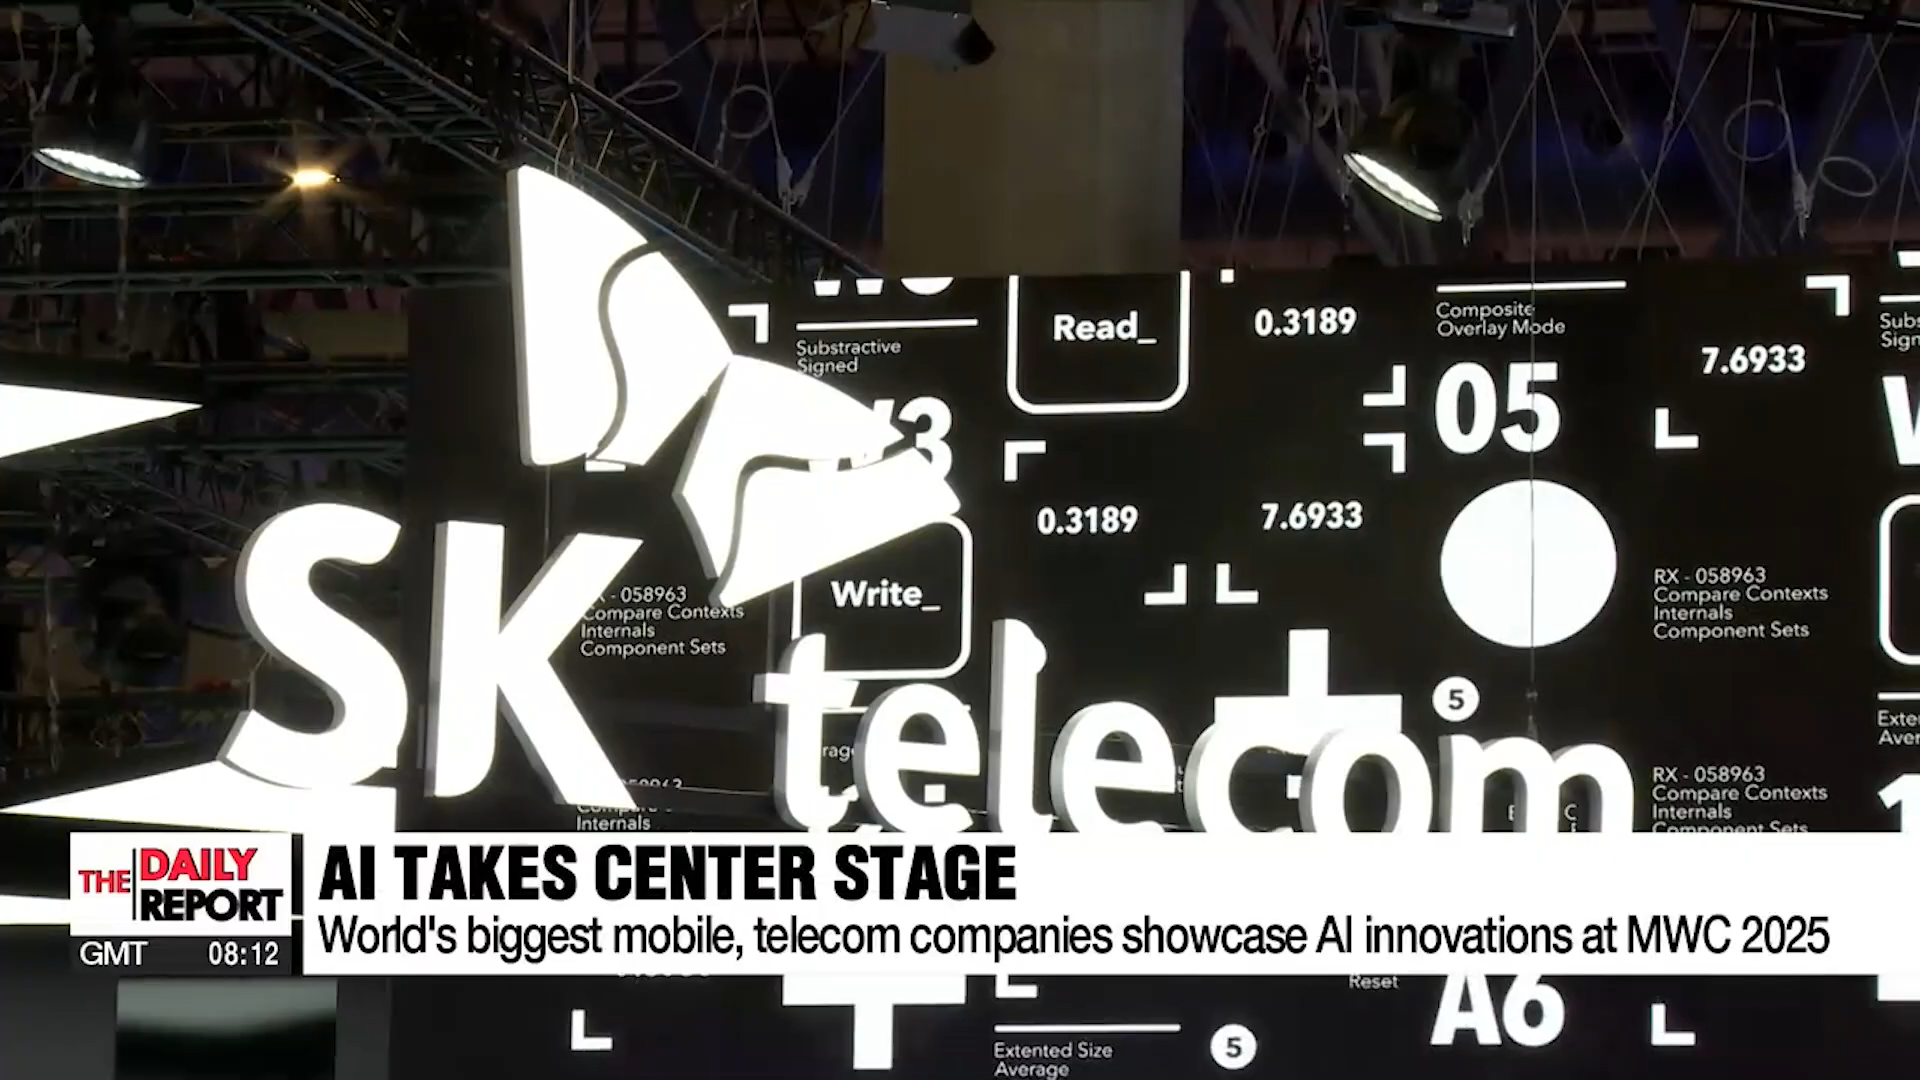 Read_
0.3189
Composite
Overlay Mode
Substractive
Signed
7.6933
05
0.3189
7.6933
Write_
- 058963
Compare Contexts
Internals
Component Sets
RX - 058963
Compare Contexts
Internals
Component Sets
SK telecom
5
RX - 058963
Compare Contexts
Internals
Component Sets
Internals
THE DAILY REPORT
GMT 08:12
AI TAKES CENTER STAGE
World's biggest mobile, telecom companies showcase AI innovations at MWC 2025
Reset
A6
Extented Size
Average
5